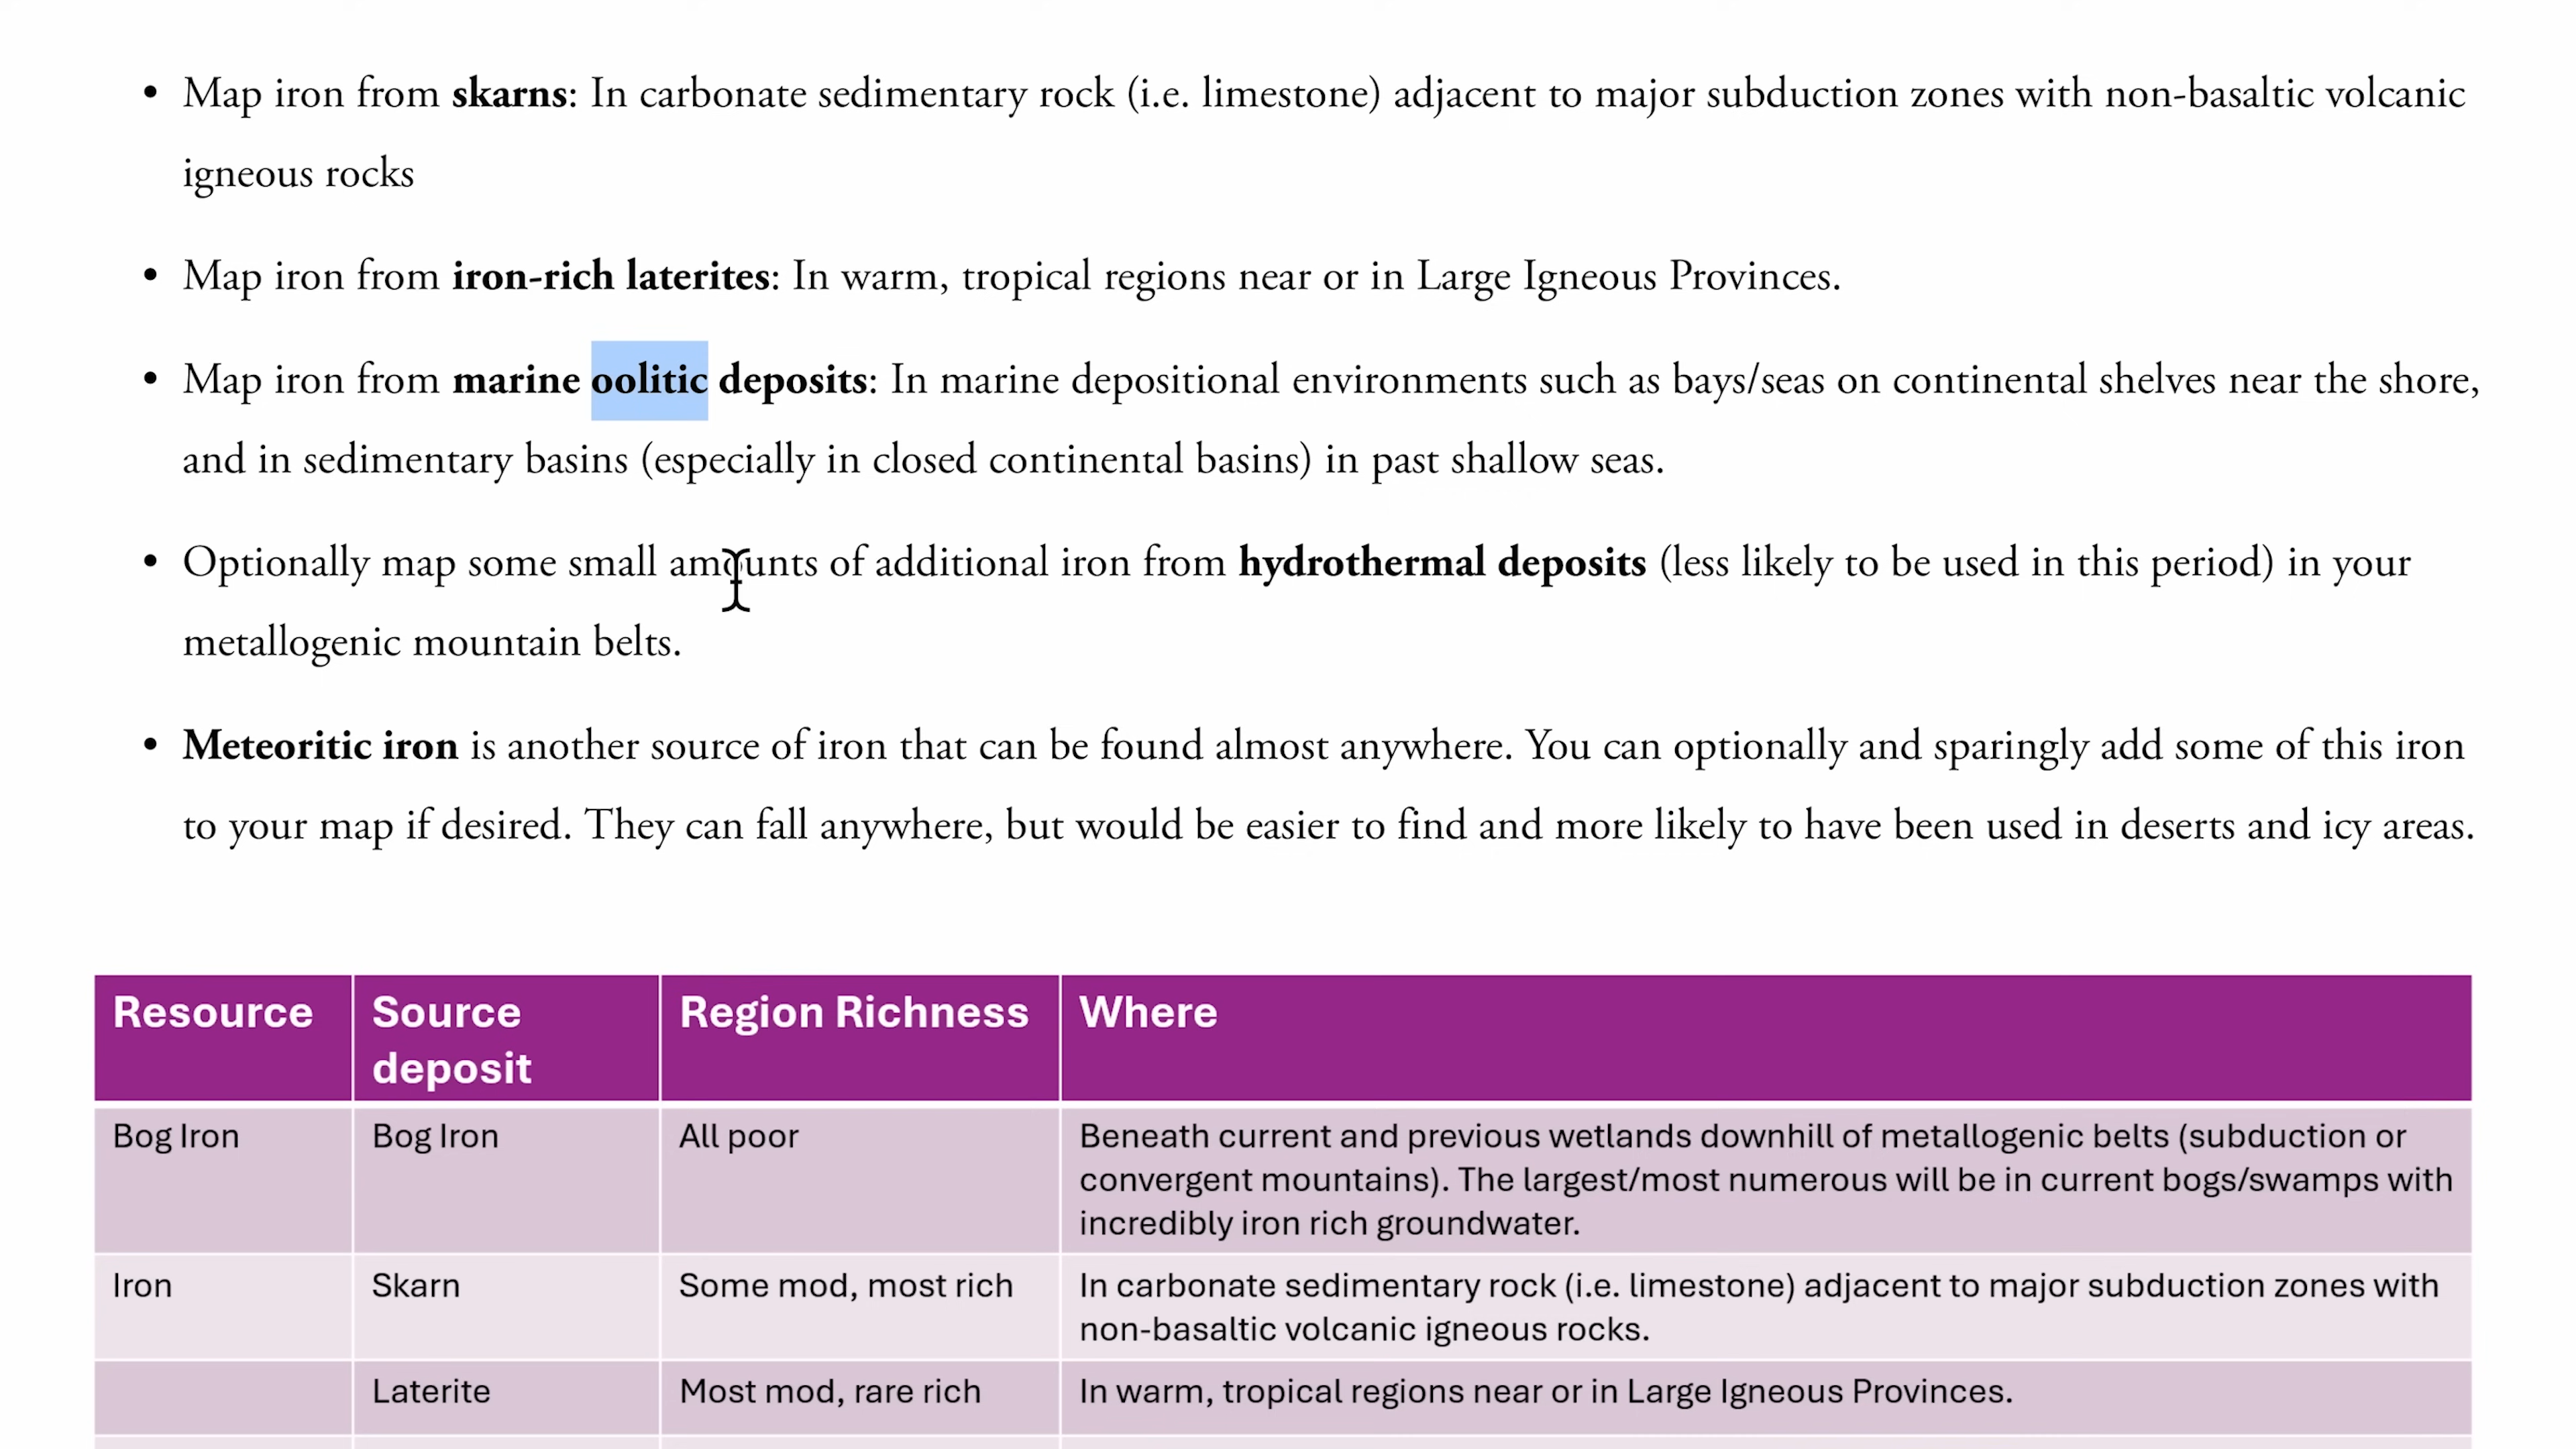 • Map iron from skarns: In carbonate sedimentary rock (i.e. limestone) adjacent to major subduction zones with non-basaltic volcanic
igneous rocks
• Map iron from iron-rich laterites: In warm, tropical regions near or in Large Igneous Provinces.
• Map iron from marine oolitic deposits: In marine depositional environments such as bays/seas on continental shelves near the shore,
and in sedimentary basins (especially in closed continental basins) in past shallow seas.
• Optionally map some small amounts of additional iron from hydrothermal deposits (less likely to be used in this period) in your
metallogenic mountain belts.
• Meteoritic iron is another source of iron that can be found almost anywhere. You can optionally and sparingly add some of this iron
to your map if desired. They can fall anywhere, but would be easier to find and more likely to have been used in deserts and icy areas.
Resource
Source
deposit
Region Richness
Where
Bog Iron
Bog Iron
All poor
Beneath current and previous wetlands downhill of metallogenic belts (subduction or
convergent mountains). The largest/most numerous will be in current bogs/swamps with
incredibly iron rich groundwater.
Iron
Skarn
Some mod, most rich
In carbonate sedimentary rock (i.e. limestone) adjacent to major subduction zones with
non-basaltic volcanic igneous rocks.
Laterite
Most mod, rare rich
In warm, tropical regions near or in Large Igneous Provinces.